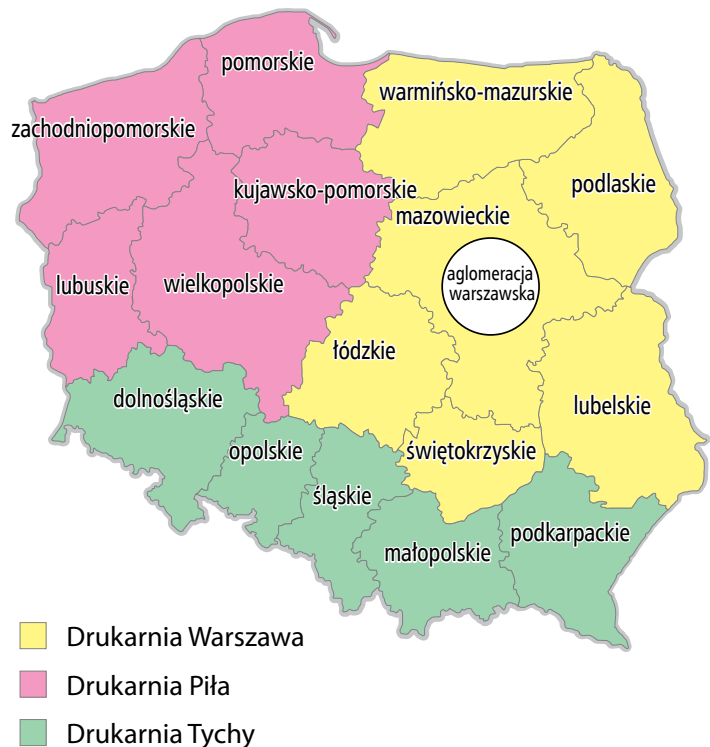 pomorskie
warmińsko-mazurskie
zachodniopomorskie
kujawsko-pomorskie
podlaskie
mazowieckie
aglomeracja
warszawska
lubuskie
wielkopolskie
łódzkie
dolnośląskie
lubelskie
opolskie
świętokrzyskie
śląskie
podkarpackie
małopolskie
Drukarnia Warszawa
Drukarnia Piła
Drukarnia Tychy